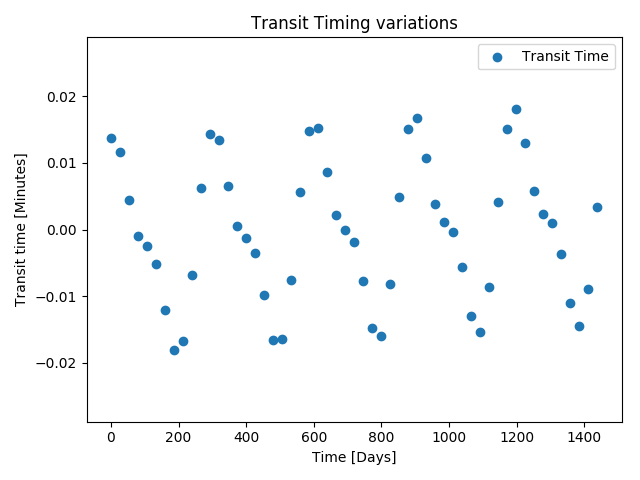 Transit Timing variations
Transit Time
Transit time [Minutes]
0.02
0.01
0.00
−0.01
−0.02
0 200 400 600 800 1000 1200 1400
Time [Days]